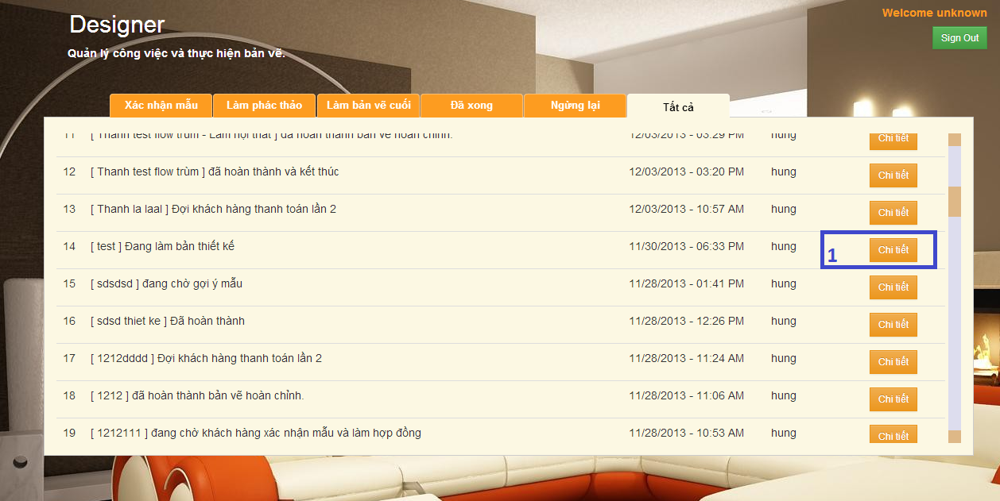 Welcome unknown
Designer
Sign Out
Quản lý công việc và thực hiện bản vẽ.
Xác nhận mẫu Làm phác thảo Làm bản vẽ cuối Đã xong Ngừng lại Tất cả
11 [ Thanh test flow trùm - Làm nội thất ] đã hoàn thành bản vẽ hoàn chỉnh. 12/03/2013 - 03:29 PM hung Chi tiết
12 [ Thanh test flow trùm ] đã hoàn thành và kết thúc 12/03/2013 - 03:20 PM hung Chi tiết
13 [ Thanh la laal ] Đợi khách hàng thanh toán lần 2 12/03/2013 - 10:57 AM hung Chi tiết
14 [ test ] Đang làm bản thiết kế 11/30/2013 - 06:33 PM hung 1 Chi tiết
15 [ sdsdsd ] đang chờ gợi ý mẫu 11/28/2013 - 01:41 PM hung Chi tiết
16 [ sdsd thiet ke ] Đã hoàn thành 11/28/2013 - 12:26 PM hung Chi tiết
17 [ 1212dddd ] Đợi khách hàng thanh toán lần 2 11/28/2013 - 11:24 AM hung Chi tiết
18 [ 1212 ] đã hoàn thành bản vẽ hoàn chỉnh. 11/28/2013 - 11:06 AM hung Chi tiết
19 [ 1212111 ] đang chờ khách hàng xác nhận mẫu và làm hợp đồng 11/28/2013 - 10:53 AM hung Chi tiết